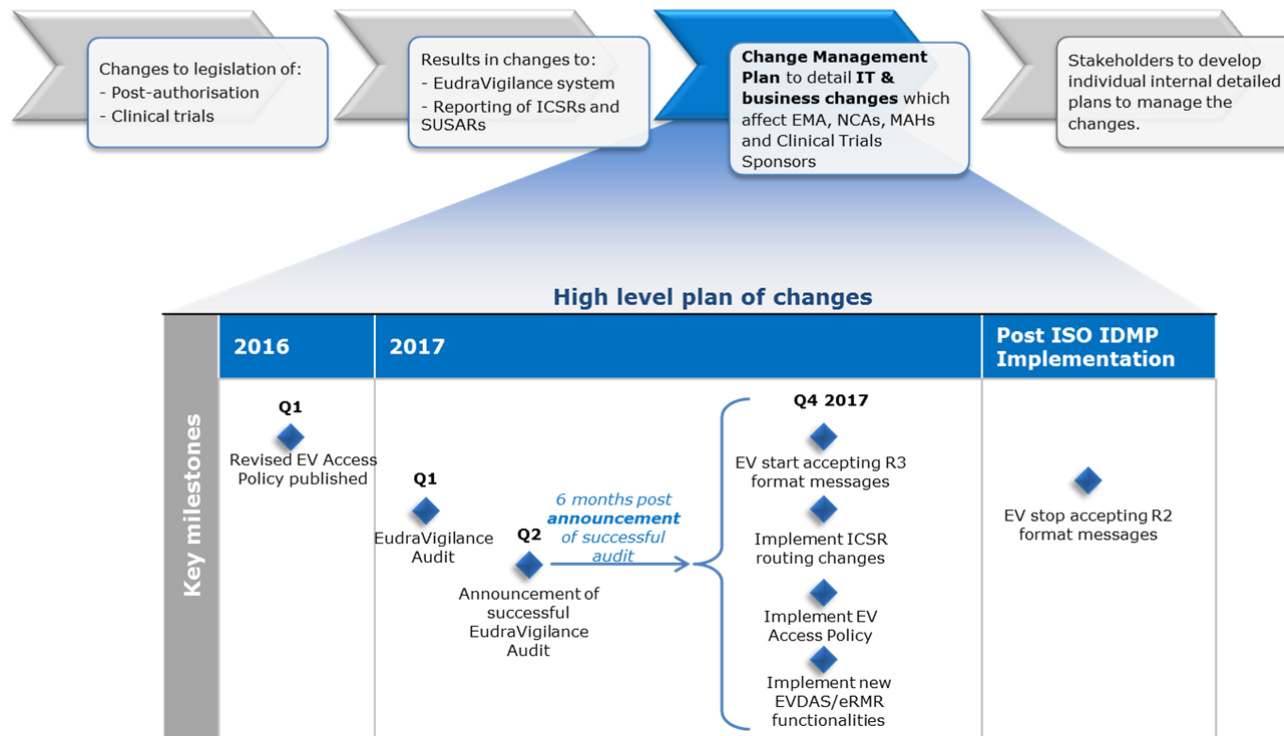 Changes to legislation of:
- Post-authorisation
- Clinical trials
Results in changes to:
- EudraVigilance system
- Reporting of ICSRs and
SUSARs
Change Management
Plan to detail IT &
business changes which
affect EMA, NCAs, MAHs
and Clinical Trials
Sponsors
Stakeholders to develop
individual internal detailed
plans to manage the
changes.
High level plan of changes
Key milestones
2016
2017
Post ISO IDMP
Implementation
Q1
Revised EV Access
Policy published
Q1
EudraVigilance
Audit
Q2
Announcement of
successful
EudraVigilance
Audit
6 months post
announcement
of successful
audit
Q4 2017
EV start accepting R3
format messages
Implement ICSR
routing changes
Implement EV
Access Policy
Implement new
EVDAS/eRMR
functionalities
EV stop accepting R2
format messages